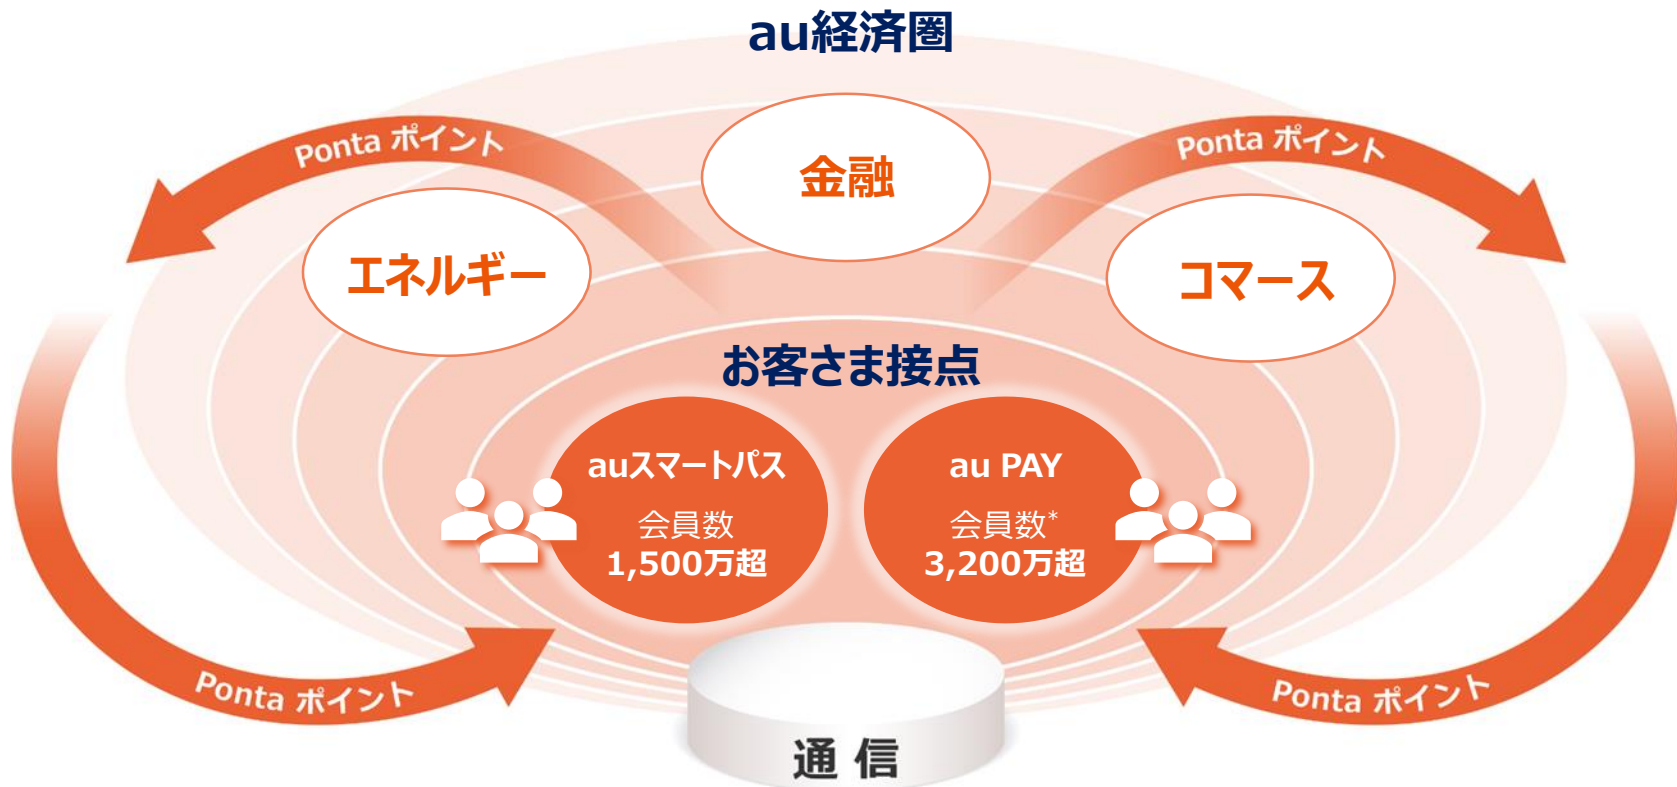 au経済圏
Ponta ポイント
Ponta ポイント
金融
エネルギー
コマース
お客さま接点
auスマートパス
会員数
1,500万超
au PAY
会員数*
3,200万超
Ponta ポイント
Ponta ポイント
通信